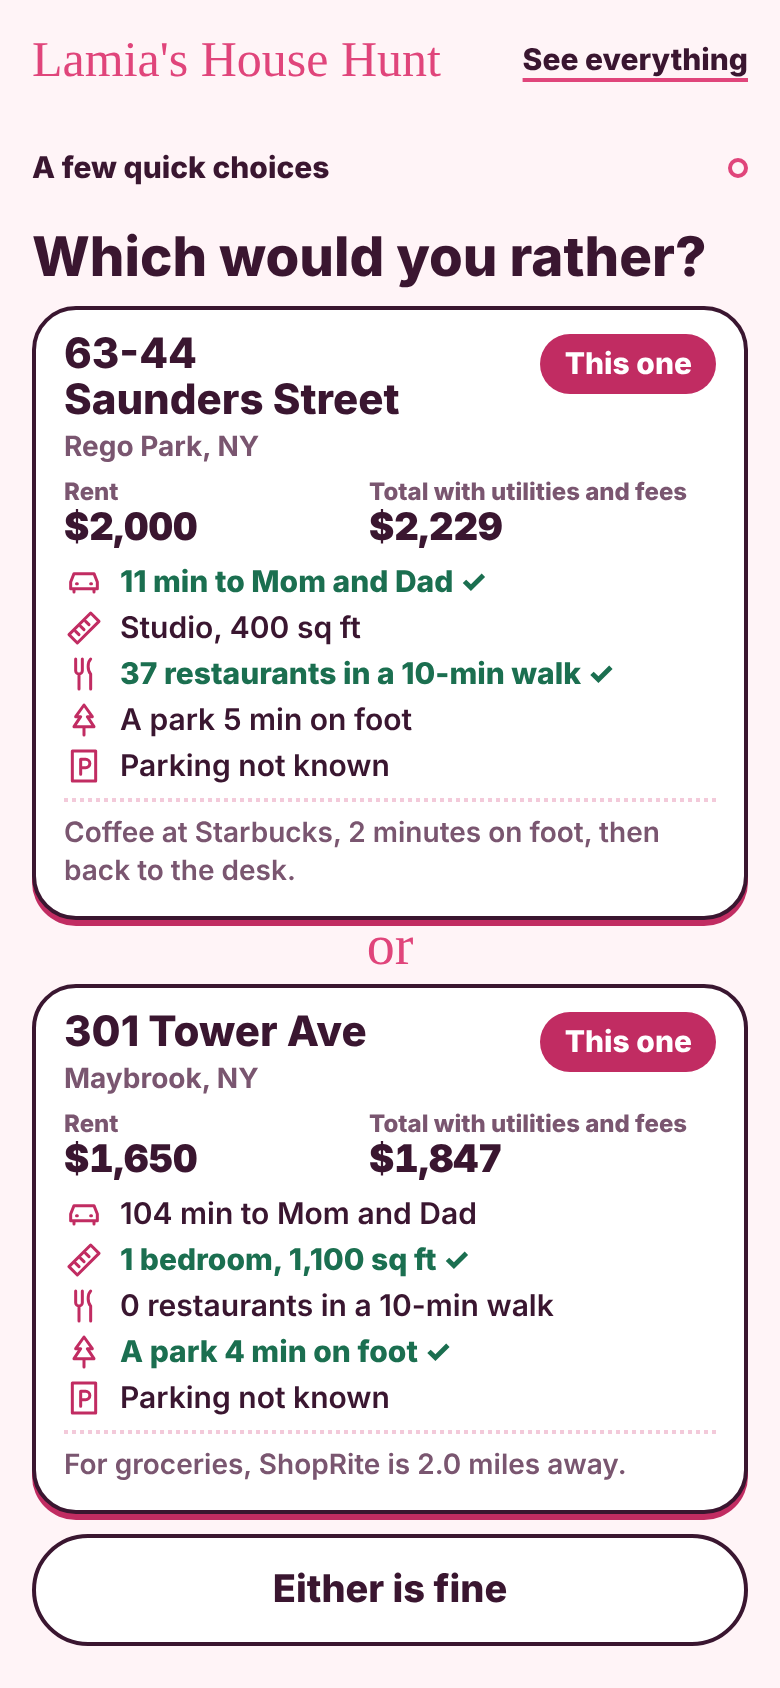 Lamia's House Hunt
See everything
A few quick choices
Which would you rather?
63-44
Saunders Street
This one
Rego Park, NY
Rent
Total with utilities and fees
$2,000
$2,229
11 min to Mom and Dad ✓
Studio, 400 sq ft
37 restaurants in a 10-min walk ✓
A park 5 min on foot
P Parking not known
Coffee at Starbucks, 2 minutes on foot, then
back to the desk.
or
301 Tower Ave
This one
Maybrook, NY
Rent
Total with utilities and fees
$1,650
$1,847
104 min to Mom and Dad
1 bedroom, 1,100 sq ft ✓
0 restaurants in a 10-min walk
A park 4 min on foot ✓
P Parking not known
For groceries, ShopRite is 2.0 miles away.
Either is fine